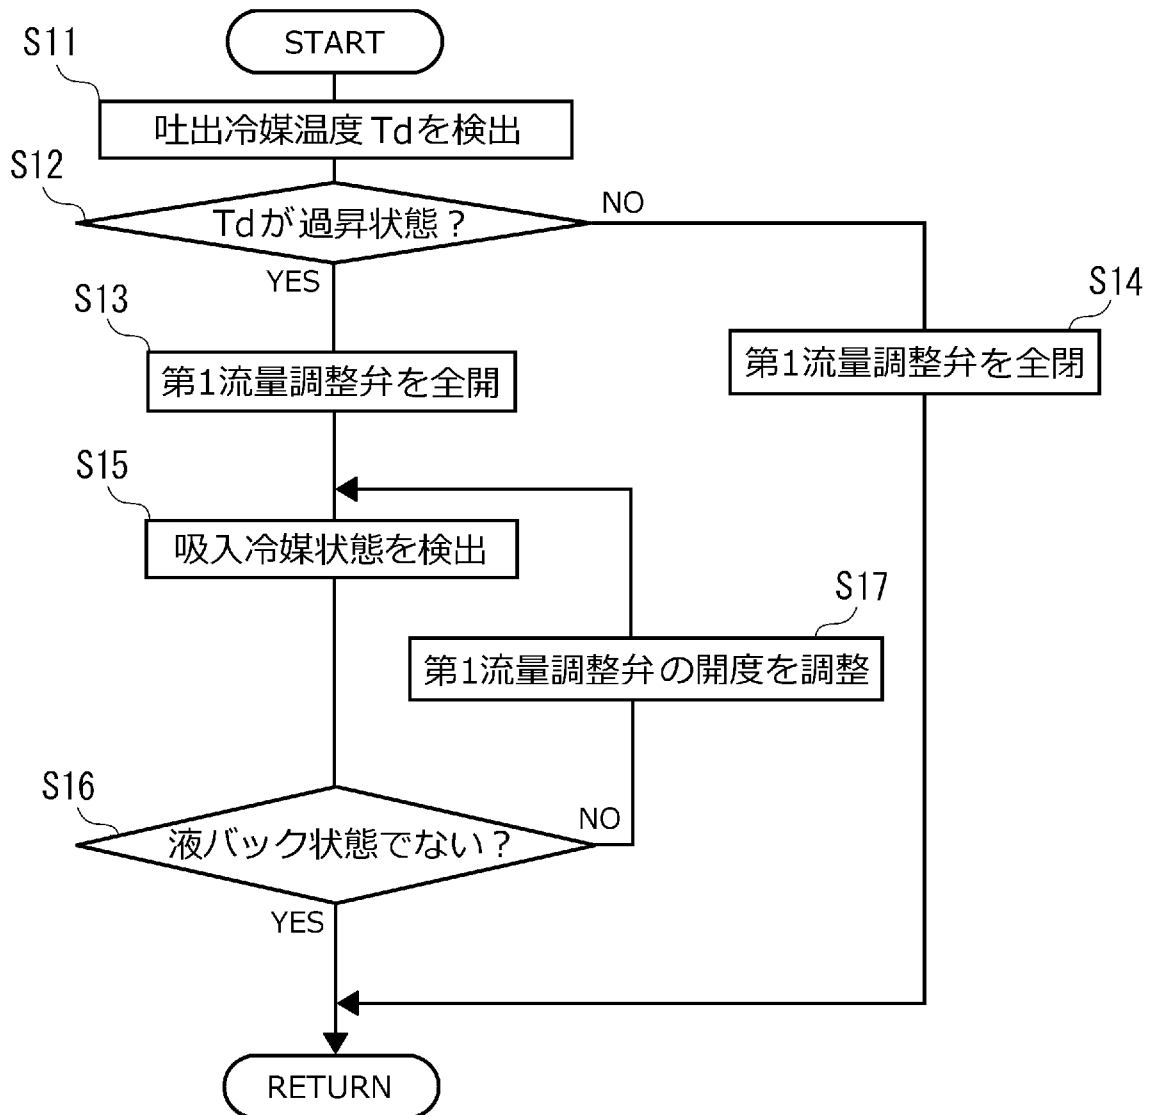 START
S11
吐出冷媒温度 Tdを検出
S12
Tdが過昇状態？
NO
YES
S13
第1流量調整弁を全開
S14
第1流量調整弁を全閉
S15
吸入冷媒状態を検出
S17
第1流量調整弁の開度を調整
S16
液バック状態でない？
NO
YES
RETURN